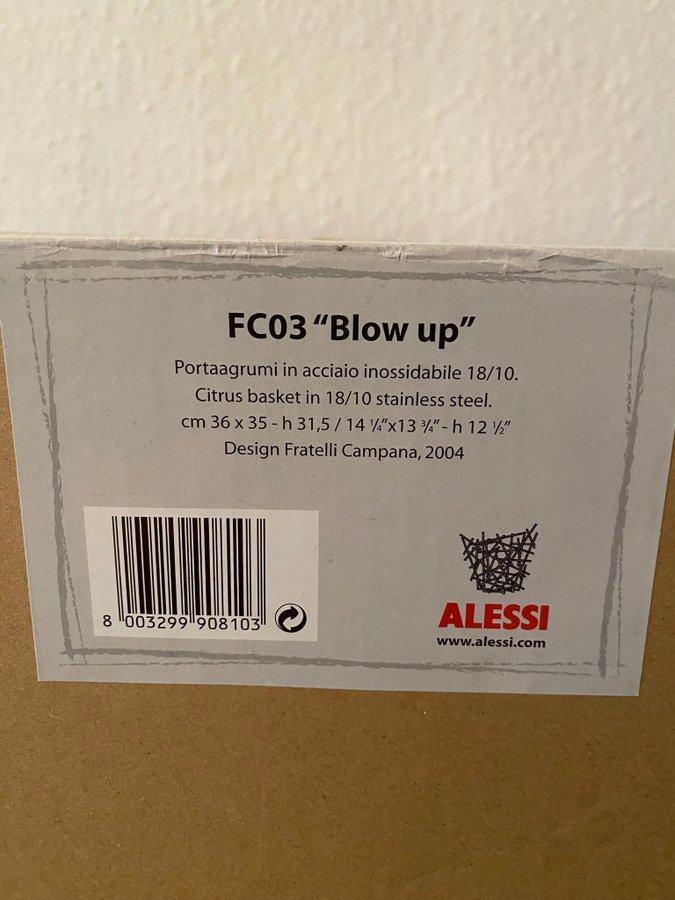 FC03 “Blow up”
Portaagrumi in acciaio inossidabile 18/10.
Citrus basket in 18/10 stainless steel.
cm 36 x 35 - h 31,5 / 14 ¼”x13 ¾” - h 12 ½”
Design Fratelli Campana, 2004
8 003299 908103
ALESSI
www.alessi.com